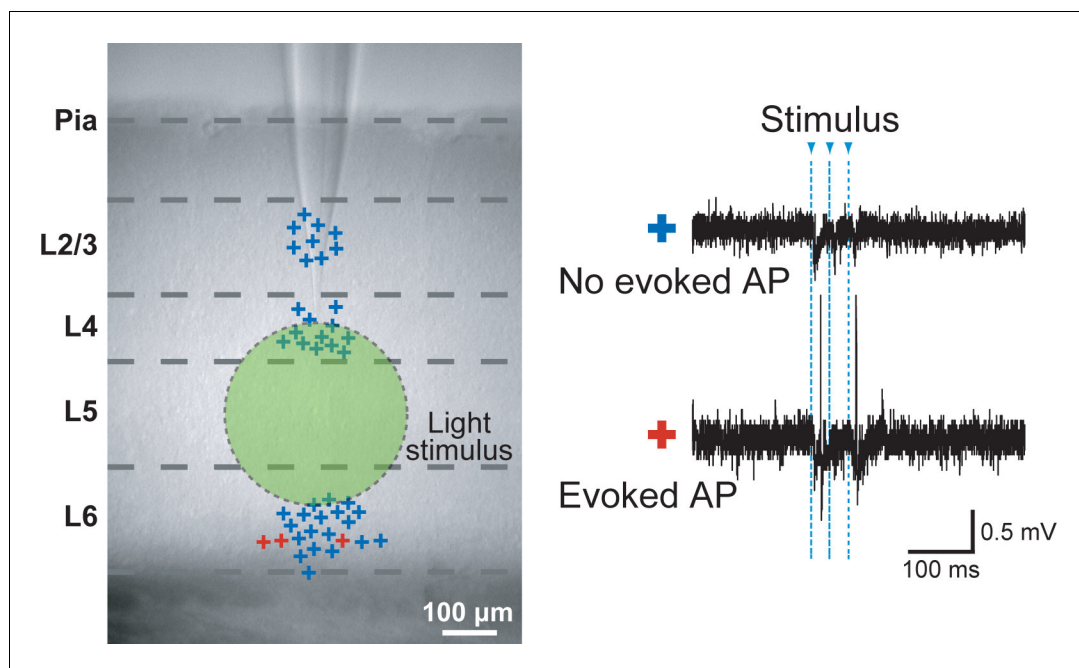 Pia
L2/3
L4
L5
L6
Light
stimulus
100 µm
Stimulus
No evoked AP
Evoked AP
0.5 mV
100 ms